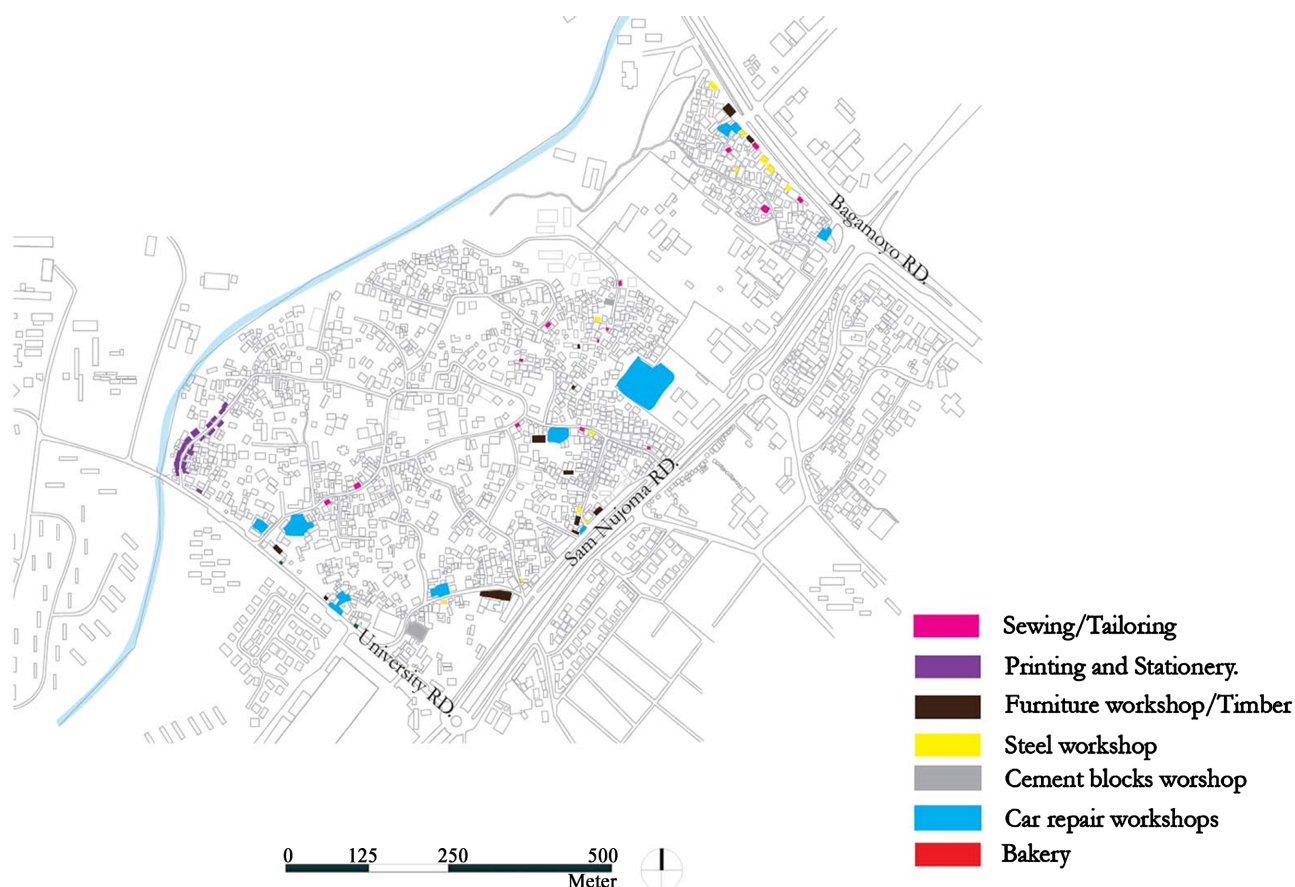 Bagamoyo RD.
Sam Nujoma RD.
University RD.
Sewing/Tailoring
Printing and Stationery.
Furniture workshop/Timber
Steel workshop
Cement blocks worshop
Car repair workshops
Bakery
0 125 250 500
Meter